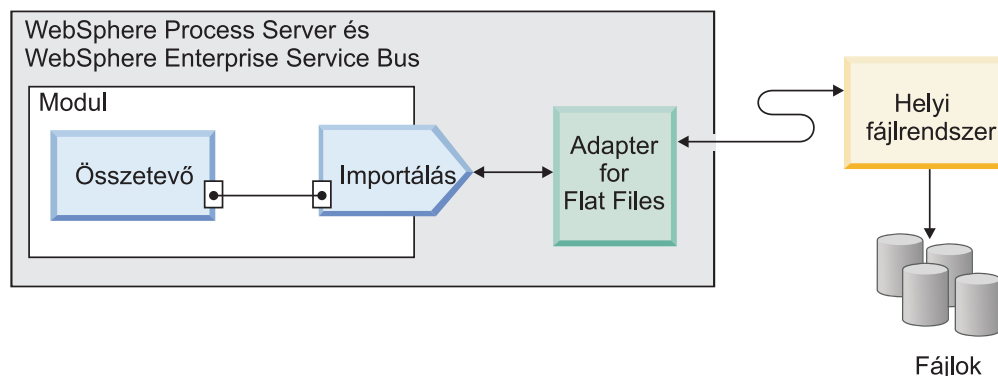 WebSphere Process Server és
WebSphere Enterprise Service Bus
Modul
Összetevő
Importálás
Adapter
for
Flat Files
Helyi
fájlrendszer
Fájlok